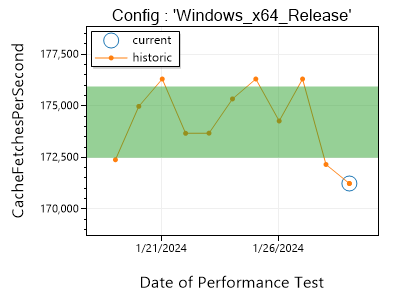 Config : 'Windows_x64_Release'
current
historic
177,500
175,000
172,500
170,000
CacheFetchesPerSecond
1/21/2024
1/26/2024
Date of Performance Test